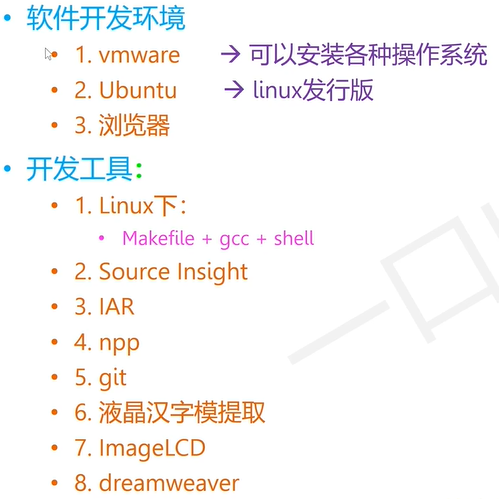 • 软件开发环境
• 1. vmware → 可以安装各种操作系统
• 2. Ubuntu → linux发行版
• 3. 浏览器
• 开发工具:
• 1. Linux下:
• Makefile + gcc + shell
• 2. Source Insight
• 3. IAR
• 4. npp
• 5. git
• 6. 液晶汉字模提取
• 7. ImageLCD
• 8. dreamweaver
一口